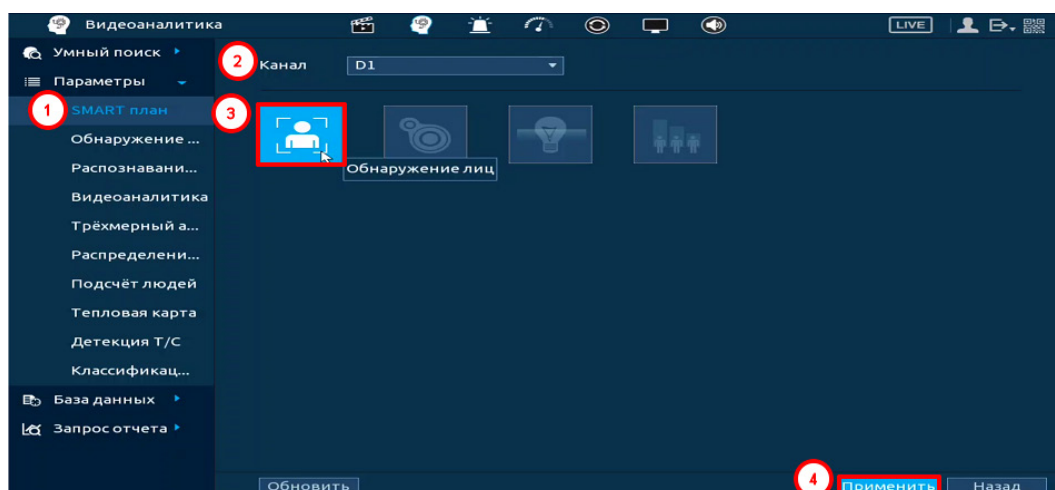 Видеоаналитика
LIVE
Умный поиск
Параметры
1
SMART план
Обнаружение ...
Распознавани...
Видеоаналитика
Трёхмерный а...
Распределени...
Подсчёт людей
Тепловая карта
Детекция Т/С
Классификац...
База данных
Запрос отчета
2
Канал D1
3
Обнаружение лиц
Обновить
4
Применить
Назад